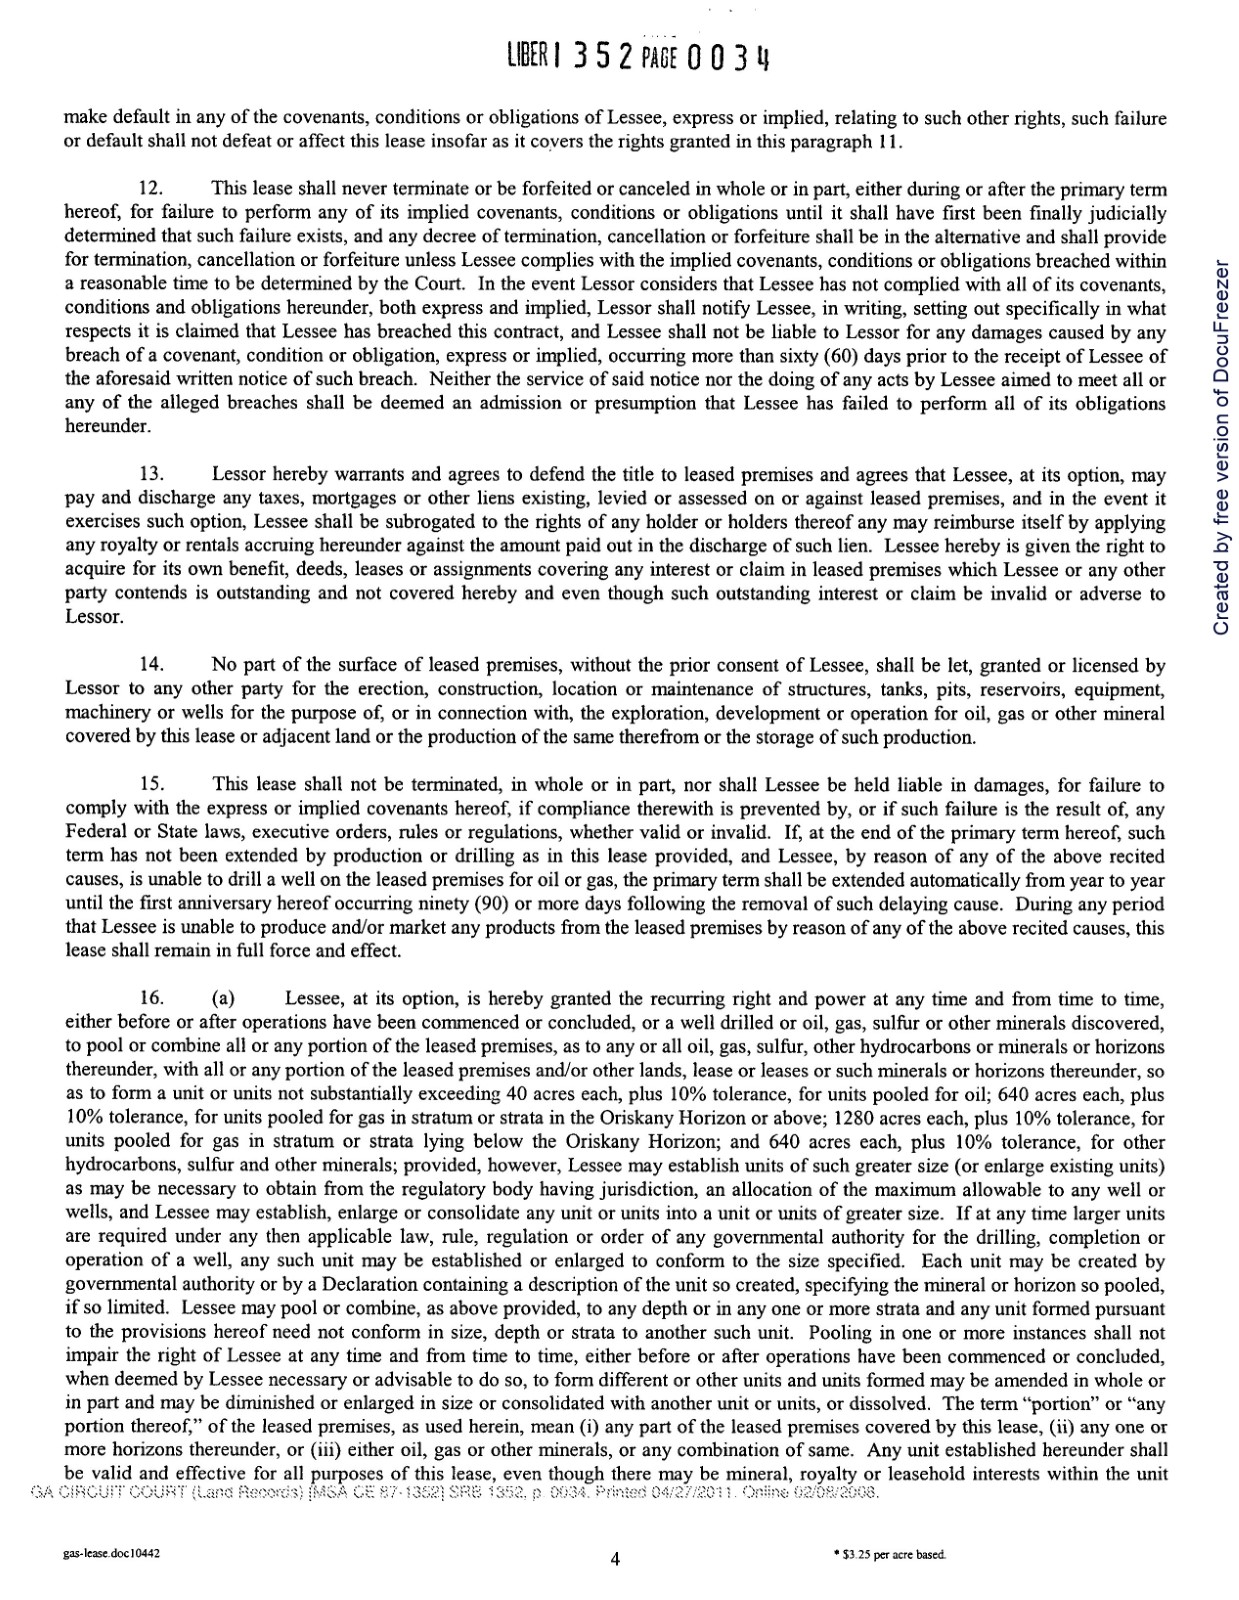 LIBER1352 PAGE0034
make default in any of the covenants, conditions or obligations of Lessee, express or implied, relating to such other rights, such failure
or default shall not defeat or affect this lease insofar as it covers the rights granted in this paragraph 11.
12. This lease shall never terminate or be forfeited or canceled in whole or in part, either during or after the primary term
hereof, for failure to perform any of its implied covenants, conditions or obligations until it shall have first been finally judicially
determined that such failure exists, and any decree of termination, cancellation or forfeiture shall be in the alternative and shall provide
for termination, cancellation or forfeiture unless Lessee complies with the implied covenants, conditions or obligations breached within
a reasonable time to be determined by the Court. In the event Lessor considers that Lessee has not complied with all of its covenants,
conditions and obligations hereunder, both express and implied, Lessor shall notify Lessee, in writing, setting out specifically in what
respects it is claimed that Lessee has breached this contract, and Lessee shall not be liable to Lessor for any damages caused by any
breach of a covenant, condition or obligation, express or implied, occurring more than sixty (60) days prior to the receipt of Lessee of
the aforesaid written notice of such breach. Neither the service of said notice nor the doing of any acts by Lessee aimed to meet all or
any of the alleged breaches shall be deemed an admission or presumption that Lessee has failed to perform all of its obligations
hereunder.
13. Lessor hereby warrants and agrees to defend the title to leased premises and agrees that Lessee, at its option, may
pay and discharge any taxes, mortgages or other liens existing, levied or assessed on or against leased premises, and in the event it
exercises such option, Lessee shall be subrogated to the rights of any holder or holders thereof any may reimburse itself by applying
any royalty or rentals accruing hereunder against the amount paid out in the discharge of such lien. Lessee hereby is given the right to
acquire for its own benefit, deeds, leases or assignments covering any interest or claim in leased premises which Lessee or any other
party contends is outstanding and not covered hereby and even though such outstanding interest or claim be invalid or adverse to
Lessor.
14. No part of the surface of leased premises, without the prior consent of Lessee, shall be let, granted or licensed by
Lessor to any other party for the erection, construction, location or maintenance of structures, tanks, pits, reservoirs, equipment,
machinery or wells for the purpose of, or in connection with, the exploration, development or operation for oil, gas or other mineral
covered by this lease or adjacent land or the production of the same therefrom or the storage of such production.
15. This lease shall not be terminated, in whole or in part, nor shall Lessee be held liable in damages, for failure to
comply with the express or implied covenants hereof, if compliance therewith is prevented by, or if such failure is the result of, any
Federal or State laws, executive orders, rules or regulations, whether valid or invalid. If, at the end of the primary term hereof, such
term has not been extended by production or drilling as in this lease provided, and Lessee, by reason of any of the above recited
causes, is unable to drill a well on the leased premises for oil or gas, the primary term shall be extended automatically from year to year
until the first anniversary hereof occurring ninety (90) or more days following the removal of such delaying cause. During any period
that Lessee is unable to produce and/or market any products from the leased premises by reason of any of the above recited causes, this
lease shall remain in full force and effect.
16. (a) Lessee, at its option, is hereby granted the recurring right and power at any time and from time to time,
either before or after operations have been commenced or concluded, or a well drilled or oil, gas, sulfur or other minerals discovered,
to pool or combine all or any portion of the leased premises, as to any or all oil, gas, sulfur, other hydrocarbons or minerals or horizons
thereunder, with all or any portion of the leased premises and/or other lands, lease or leases or such minerals or horizons thereunder, so
as to form a unit or units not substantially exceeding 40 acres each, plus 10% tolerance, for units pooled for oil; 640 acres each, plus
10% tolerance, for units pooled for gas in stratum or strata in the Oriskany Horizon or above; 1280 acres each, plus 10% tolerance, for
units pooled for gas in stratum or strata lying below the Oriskany Horizon; and 640 acres each, plus 10% tolerance, for other
hydrocarbons, sulfur and other minerals; provided, however, Lessee may establish units of such greater size (or enlarge existing units)
as may be necessary to obtain from the regulatory body having jurisdiction, an allocation of the maximum allowable to any well or
wells, and Lessee may establish, enlarge or consolidate any unit or units into a unit or units of greater size. If at any time larger units
are required under any then applicable law, rule, regulation or order of any governmental authority for the drilling, completion or
operation of a well, any such unit may be established or enlarged to conform to the size specified. Each unit may be created by
governmental authority or by a Declaration containing a description of the unit so created, specifying the mineral or horizon so pooled,
if so limited. Lessee may pool or combine, as above provided, to any depth or in any one or more strata and any unit formed pursuant
to the provisions hereof need not conform in size, depth or strata to another such unit. Pooling in one or more instances shall not
impair the right of Lessee at any time and from time to time, either before or after operations have been commenced or concluded,
when deemed by Lessee necessary or advisable to do so, to form different or other units and units formed may be amended in whole or
in part and may be diminished or enlarged in size or consolidated with another unit or units, or dissolved. The term “portion” or “any
portion thereof,” of the leased premises, as used herein, mean (i) any part of the leased premises covered by this lease, (ii) any one or
more horizons thereunder, or (iii) either oil, gas or other minerals, or any combination of same. Any unit established hereunder shall
be valid and effective for all purposes of this lease, even though there may be mineral, royalty or leasehold interests within the unit
GA CIRCUIT COURT (Land Records) [MSA CE 87-1352] SRB 1352, p. 0034. Printed 04/27/2011. Online 02/08/2008.
gas-lease.doc10442
4
* $3.25 per acre based.
Created by free version of DocuFreezer